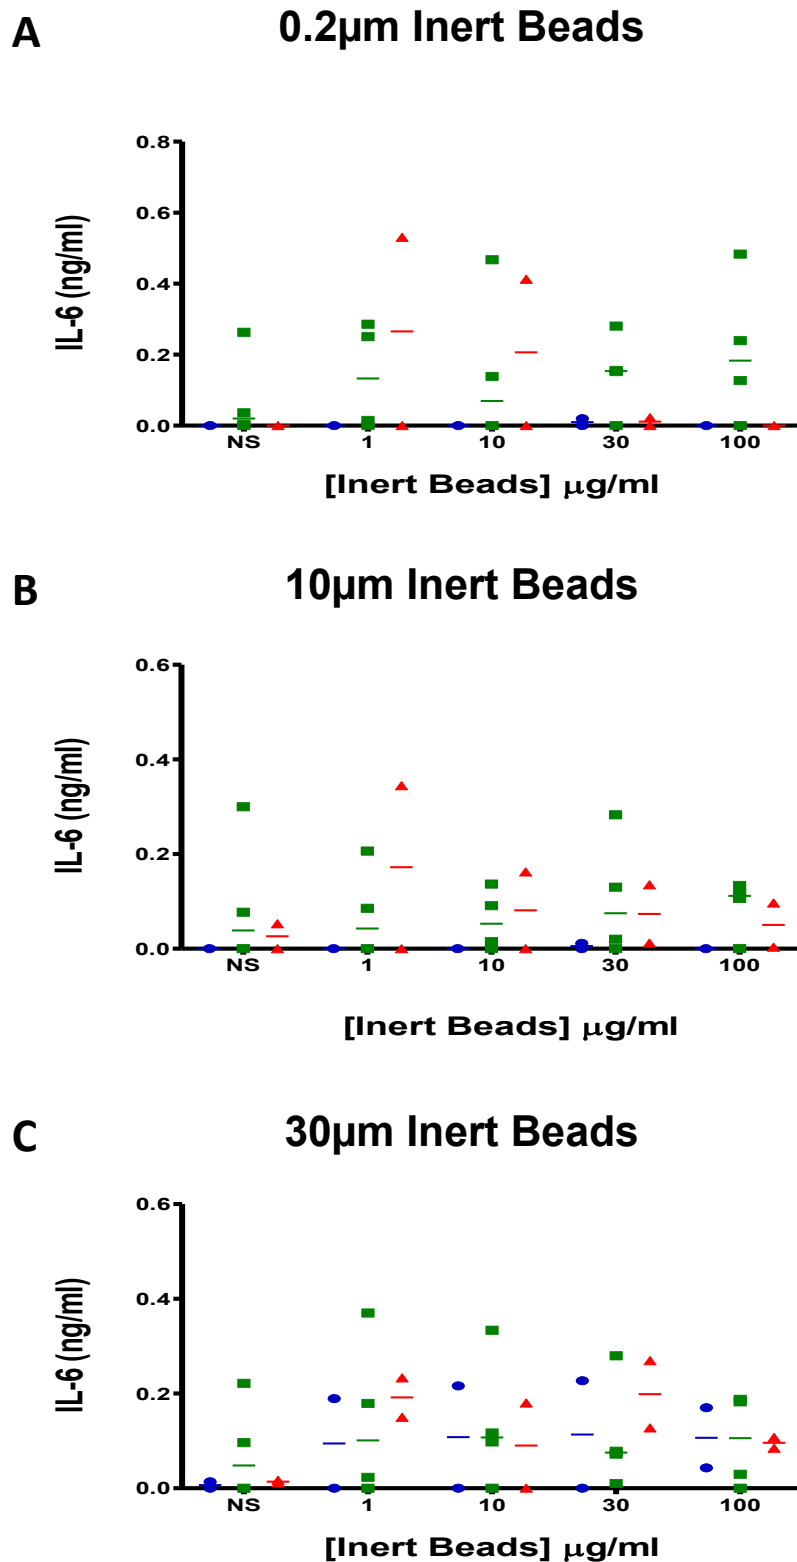 A
0.2µm Inert Beads
0.8
0.6
0.4
0.2
0.0
IL-6 (ng/ml)
NS 1 10 30 100
[Inert Beads] μg/ml
B
10µm Inert Beads
0.6
0.4
0.2
0.0
IL-6 (ng/ml)
NS 1 10 30 100
[Inert Beads] μg/ml
C
30µm Inert Beads
0.6
0.4
0.2
0.0
IL-6 (ng/ml)
NS 1 10 30 100
[Inert Beads] μg/ml